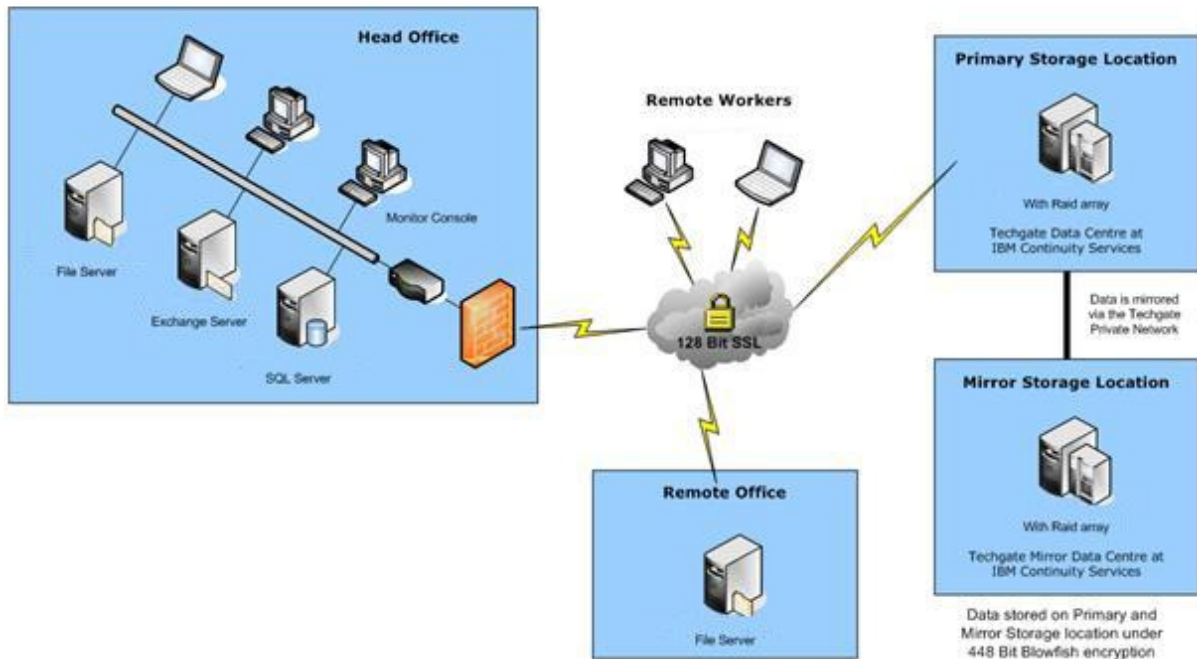 Head Office
Monitor Console
File Server
Exchange Server
SQL Server
Remote Workers
128 Bit SSL
Remote Office
File Server
Primary Storage Location
With Raid array
Techgate Data Centre at
IBM Continuity Services
Data is mirrored
via the Techgate
Private Network
Mirror Storage Location
With Raid array
Techgate Mirror Data Centre at
IBM Continuity Services
Data stored on Primary and
Mirror Storage location under
448 Bit Blowfish encryption